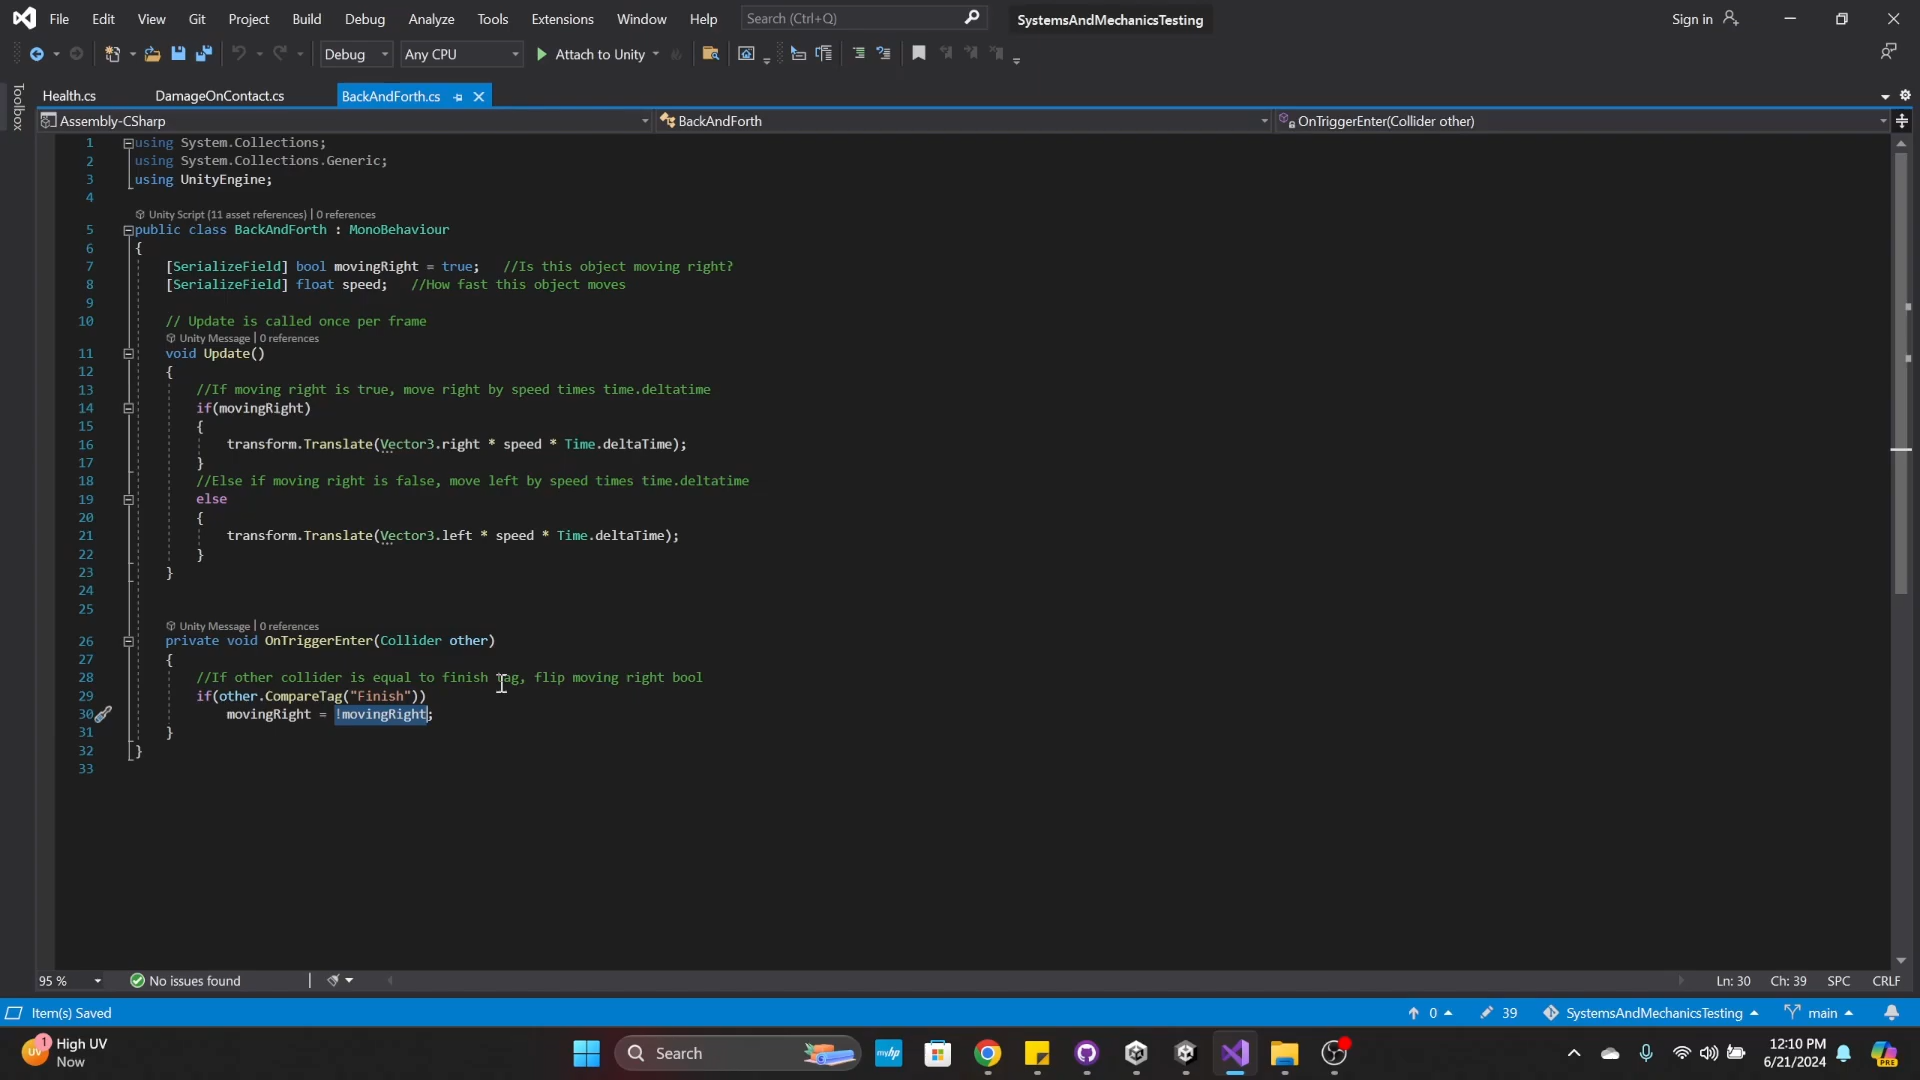 File Edit View Git Project Build Debug Analyze Tools Extensions Window Help Search (Ctrl+Q) SystemsAndMechanicsTesting Sign in
Debug Any CPU Attach to Unity
Toolbox
Health.cs DamageOnContact.cs BackAndForth.cs
Assembly-CSharp BackAndForth OnTriggerEnter(Collider other)
1 using System.Collections;
2 using System.Collections.Generic;
3 using UnityEngine;
4
Unity Script (11 asset references) | 0 references
5 public class BackAndForth : MonoBehaviour
6 {
7 [SerializeField] bool movingRight = true; //Is this object moving right?
8 [SerializeField] float speed; //How fast this object moves
9
10 // Update is called once per frame
Unity Message | 0 references
11 void Update()
12 {
13 //If moving right is true, move right by speed times time.deltatime
14 if(movingRight)
15 {
16 transform.Translate(Vector3.right * speed * Time.deltaTime);
17 }
18 //Else if moving right is false, move left by speed times time.deltatime
19 else
20 {
21 transform.Translate(Vector3.left * speed * Time.deltaTime);
22 }
23 }
24
25
Unity Message | 0 references
26 private void OnTriggerEnter(Collider other)
27 {
28 //If other collider is equal to finish tag, flip moving right bool
29 if(other.CompareTag("Finish"))
30 movingRight = !movingRight;
31 }
32 }
33
95 % No issues found Ln: 30 Ch: 39 SPC CRLF
Item(s) Saved 0 39 SystemsAndMechanicsTesting main
UV 1 High UV
Now
Search myhp
12:10 PM
6/21/2024
PRE